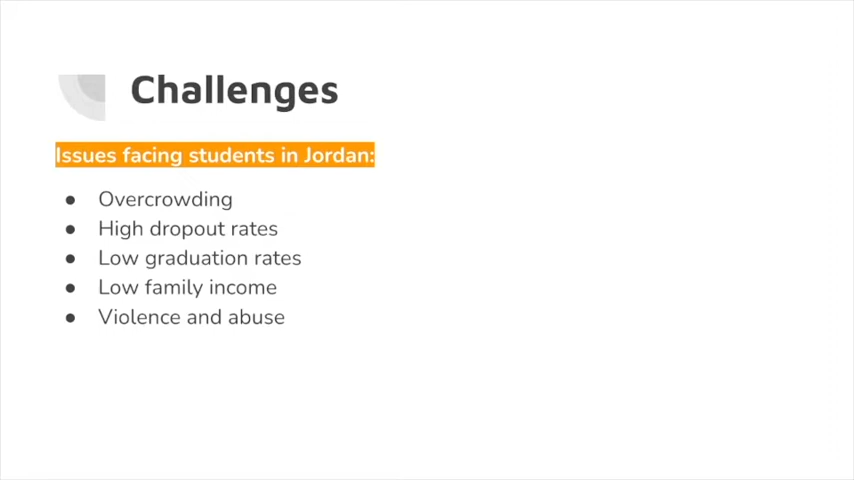 Challenges
Issues facing students in Jordan:
● Overcrowding
● High dropout rates
● Low graduation rates
● Low family income
● Violence and abuse